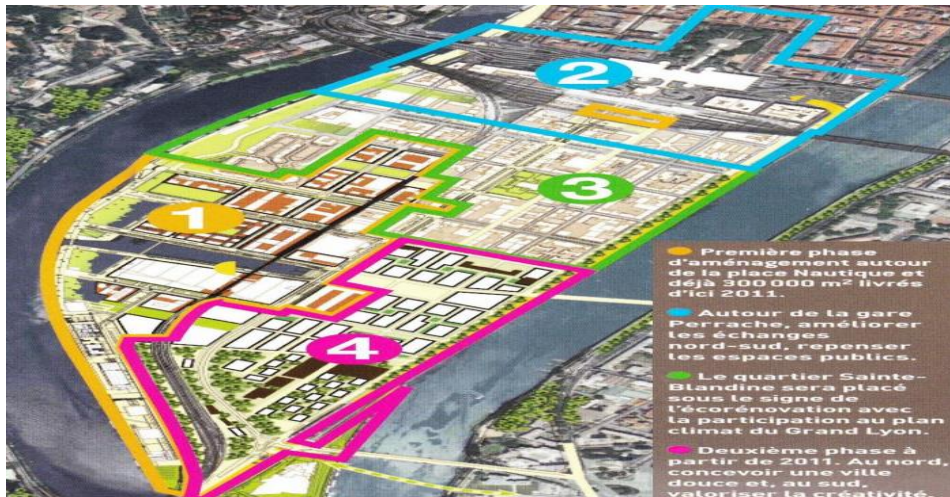 2
3
1
4
Première phase
d'aménagement autour
de la place Nautique et
déjà 300 000 m² livrés
d'ici 2011.
Autour de la gare
Perrache, améliorer
les échanges
nord-sud, repenser
les espaces publics.
Le quartier Sainte-
Blandine sera placé
sous le signe de
l'écorénovation avec
la participation au plan
climat du Grand Lyon.
Deuxième phase à
partir de 2011. Au nord,
concevoir une ville
douce et, au sud,
valoriser la créativité